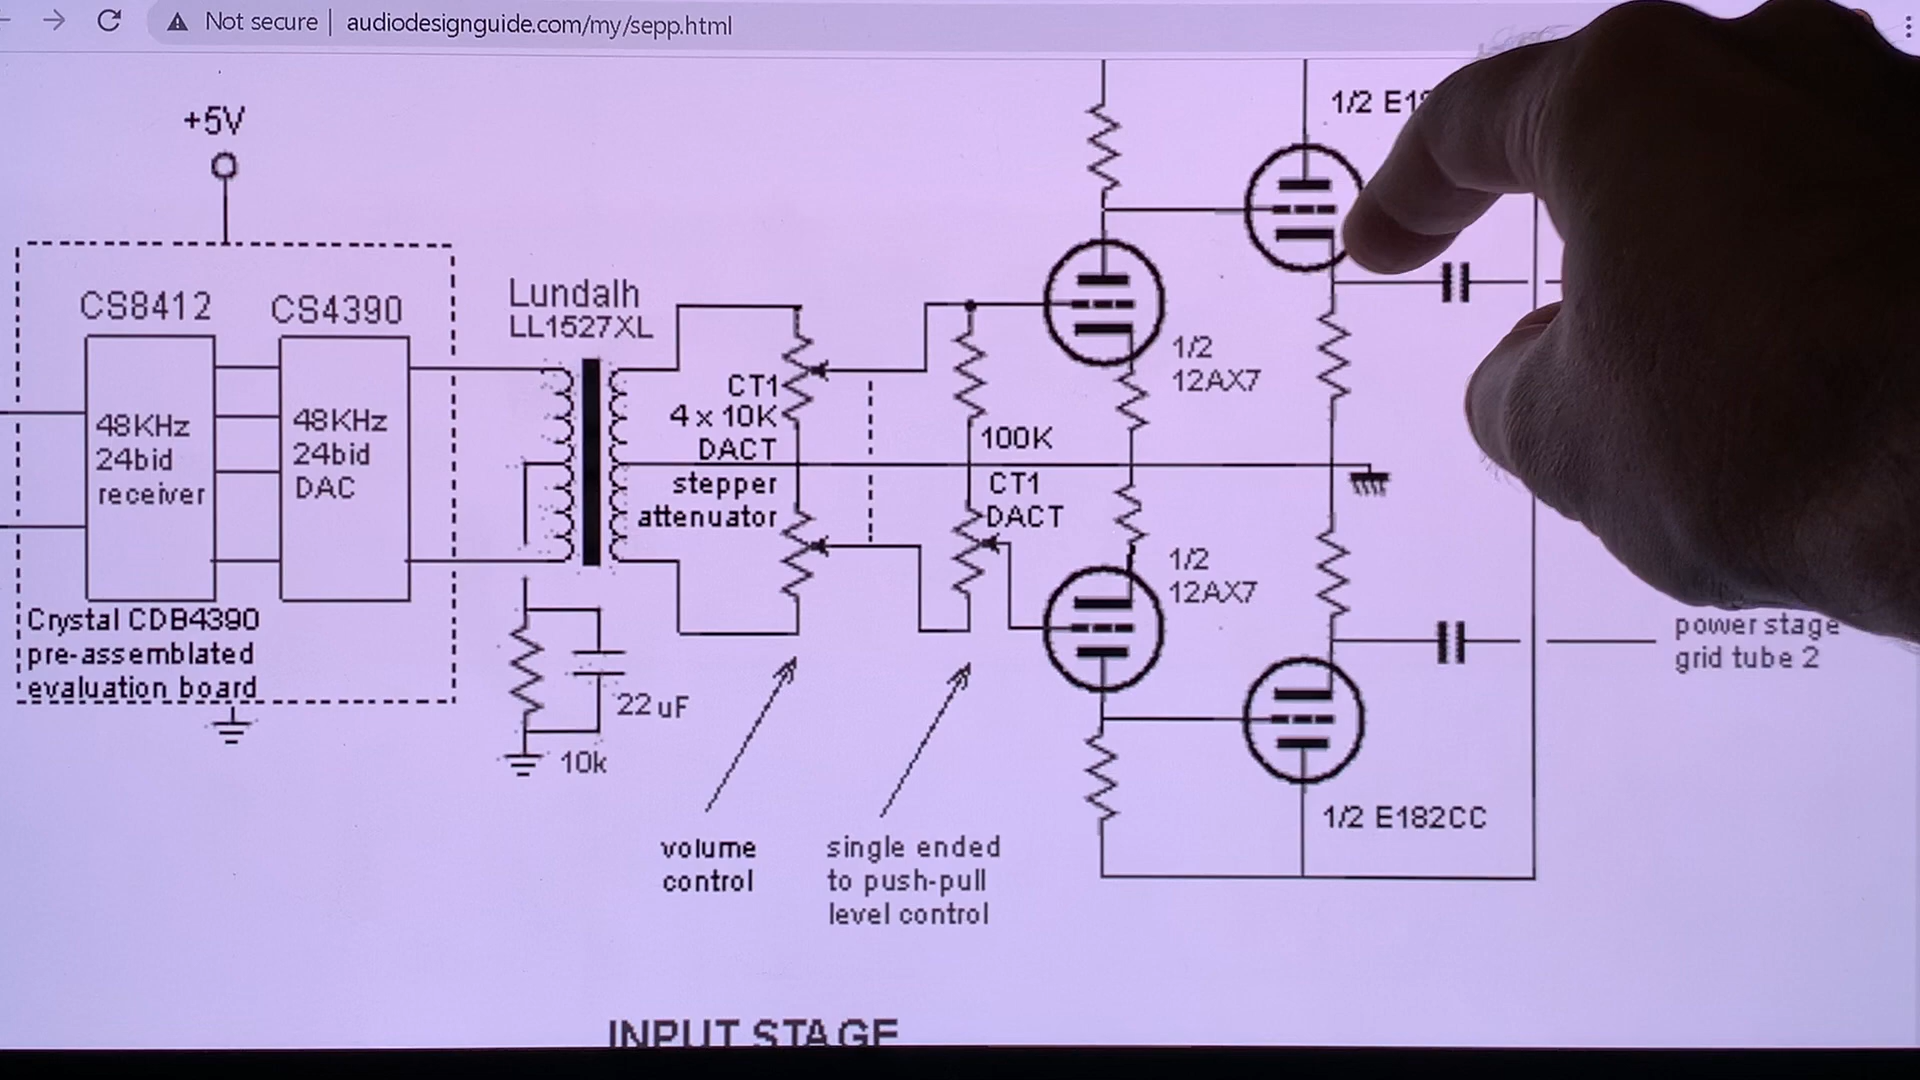 Not secure | audiodesignguide.com/my/sepp.html
+5V
1/2
CS8412
CS4390
48KHz
24bid
receiver
48KHz
24bid
DAC
Crystal CDB4390
pre-assemblated
evaluation board
Lundalh
LL1527XL
22uF
10k
CT1
4 x 10K
DACT
stepper
attenuator
100K
CT1
DACT
1/2
12AX7
1/2
12AX7
1/2 E182CC
power stage
grid tube 2
volume
control
single ended
to push-pull
level control
INPUT STAGE